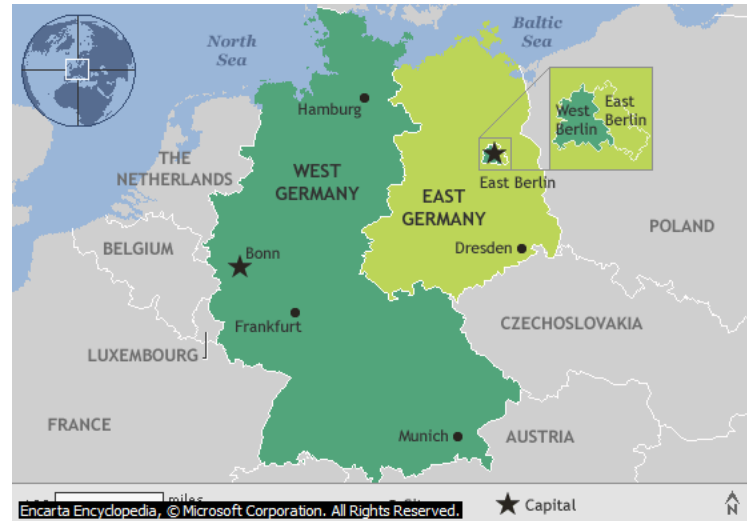 North
Sea
Baltic
Sea
Hamburg
West
Berlin
East
Berlin
THE
NETHERLANDS
WEST
GERMANY
East Berlin
EAST
GERMANY
POLAND
BELGIUM
Bonn
Dresden
Frankfurt
CZECHOSLOVAKIA
LUXEMBOURG
FRANCE
Munich
AUSTRIA
miles
Capital
N
Encarta Encyclopedia, © Microsoft Corporation. All Rights Reserved.